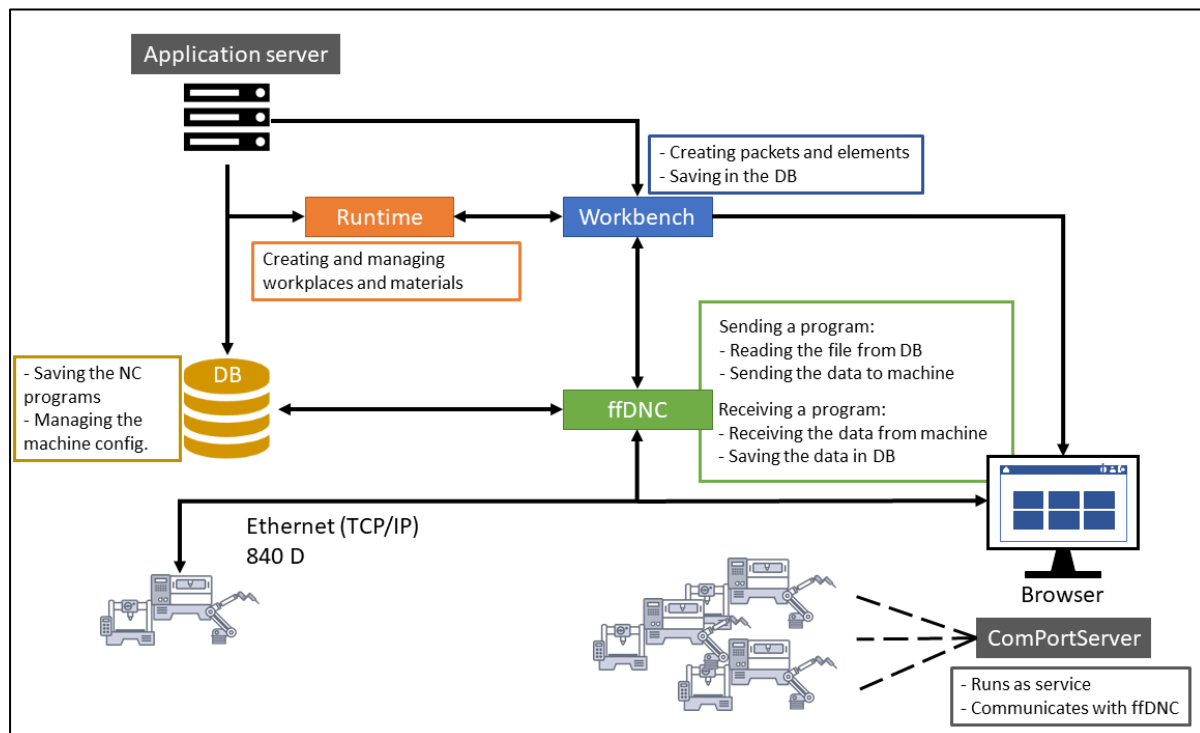 Application server
- Creating packets and elements
- Saving in the DB
Runtime
Workbench
Creating and managing
workplaces and materials
- Saving the NC
programs
- Managing the
machine config.
DB
ffDNC
Sending a program:
- Reading the file from DB
- Sending the data to machine
Receiving a program:
- Receiving the data from machine
- Saving the data in DB
Ethernet (TCP/IP)
840 D
Browser
ComPortServer
- Runs as service
- Communicates with ffDNC